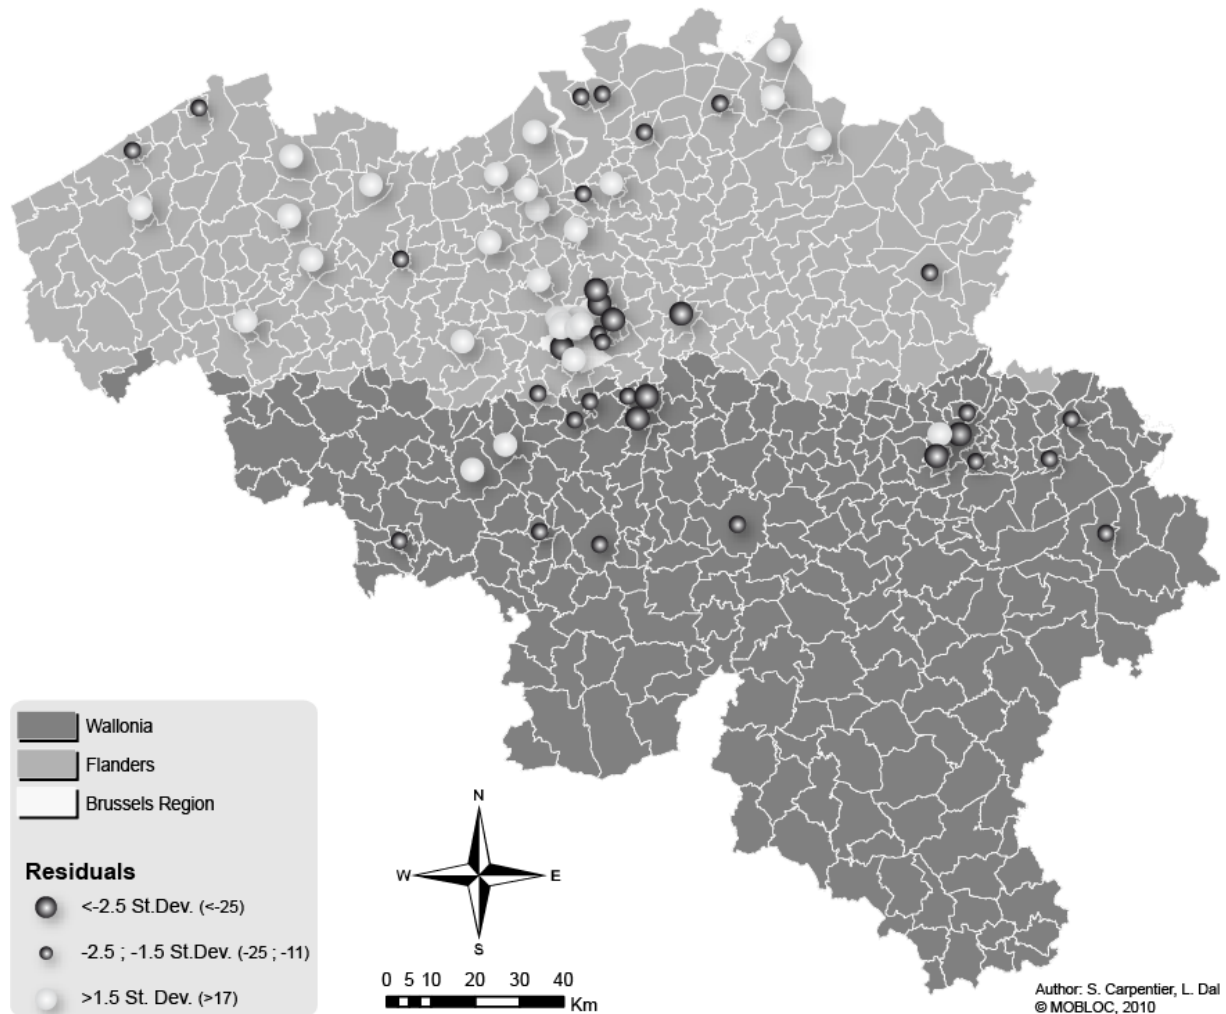 Wallonia
Flanders
Brussels Region
Residuals
<-2.5 St.Dev. (<-25)
-2.5 ; -1.5 St.Dev. (-25 ; -11)
>1.5 St. Dev. (>17)
N
W E
S
0 5 10 20 30 40
Km
Author: S. Carpentier, L. Dal
© MOBLOC, 2010